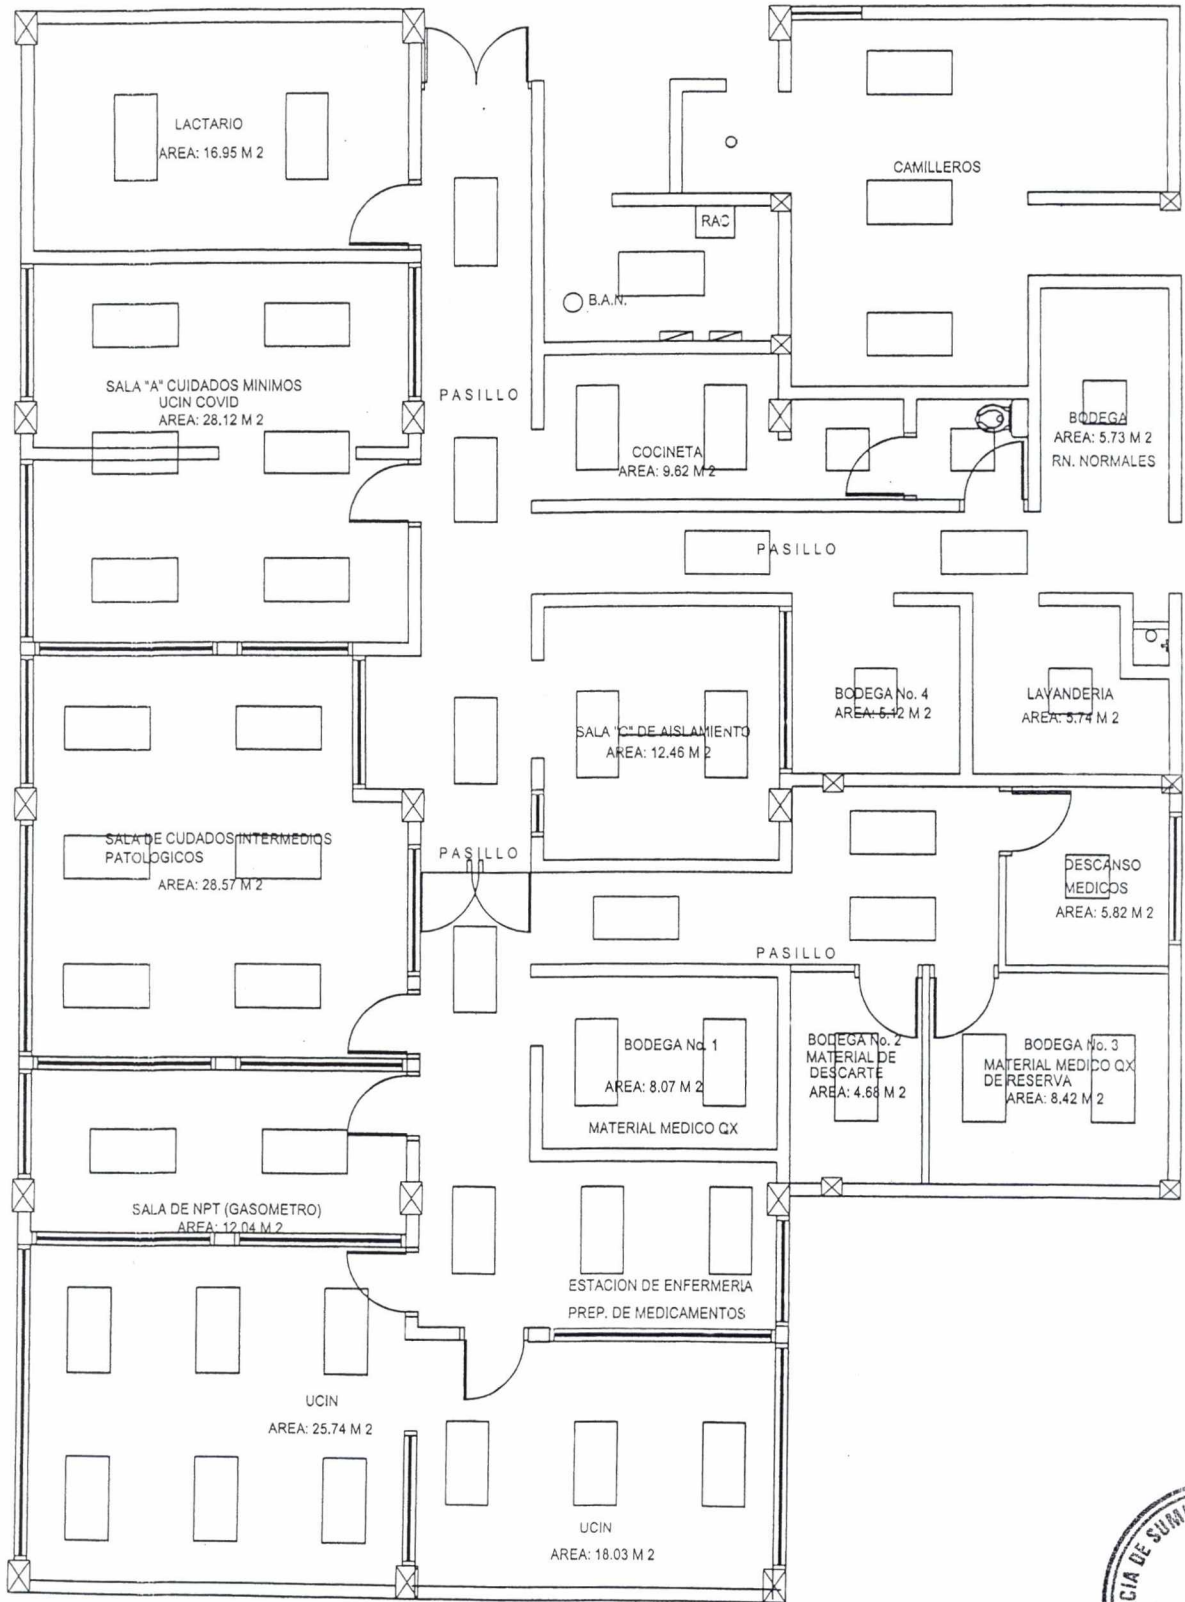 LACTARIO
AREA: 16.95 M 2
CAMILLEROS
RAC
B.A.N.
SALA "A" CUIDADOS MINIMOS
UCIN COVID
AREA: 28.12 M 2
PASILLO
COCINETA
AREA: 9.62 M 2
BODEGA
AREA: 5.73 M 2
RN. NORMALES
PASILLO
SALA "C" DE AISLAMIENTO
AREA: 12.46 M 2
BODEGA No. 4
AREA: 5.12 M 2
LAVANDERIA
AREA: 5.74 M 2
SALA DE CUDADOS INTERMEDIOS
PATOLOGICOS
AREA: 28.57 M 2
PASILLO
DESCANSO
MEDICOS
AREA: 5.82 M 2
PASILLO
BODEGA No. 1
AREA: 8.07 M 2
MATERIAL MEDICO QX
BODEGA No. 2
MATERIAL DE
DESCARTE
AREA: 4.68 M 2
BODEGA No. 3
MATERIAL MEDICO QX
DE RESERVA
AREA: 8.42 M 2
SALA DE NPT (GASOMETRO)
AREA: 12.04 M 2
ESTACION DE ENFERMERIA
PREP. DE MEDICAMENTOS
UCIN
AREA: 25.74 M 2
UCIN
AREA: 18.03 M 2
DE